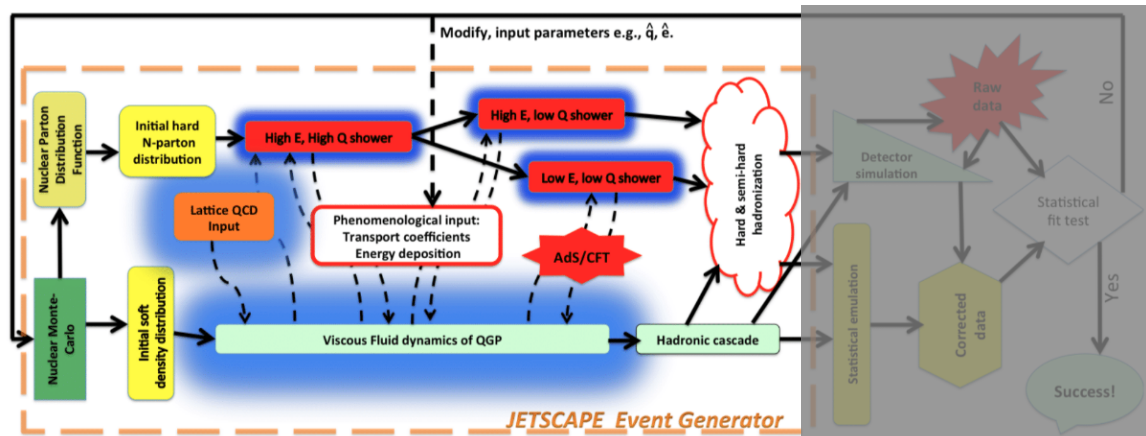 Modify, input parameters e.g., q̂, ê.
Nuclear Parton
Distribution
Function
Initial hard
N-parton
distribution
High E, High Q shower
High E, low Q shower
Low E, low Q shower
Lattice QCD
Input
Phenomenological input:
Transport coefficients
Energy deposition
AdS/CFT
Hard & semi-hard
hadronization
Nuclear Monte-
Carlo
Initial soft
density distribution
Viscous Fluid dynamics of QGP
Hadronic cascade
JETSCAPE Event Generator
Raw
data
No
Detector
simulation
Statistical
fit test
Statistical emulation
Corrected
data
Yes
Success!